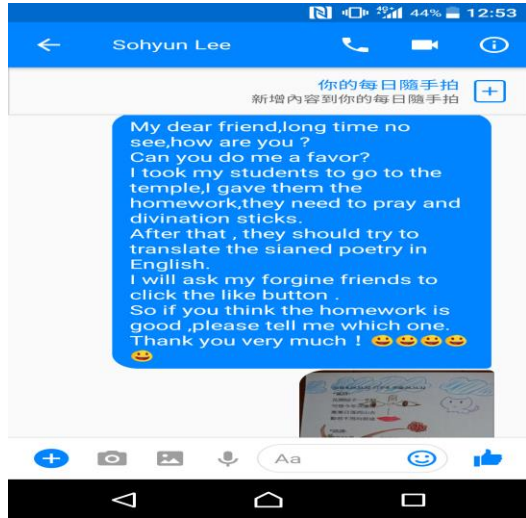 44% 12:53
Sohyun Lee
你的每日隨手拍
新增內容到你的每日隨手拍
My dear friend,long time no
see,how are you ?
Can you do me a favor?
I took my students to go to the
temple,I gave them the
homework,they need to pray and
divination sticks.
After that , they should try to
translate the sianed poetry in
English.
I will ask my forgine friends to
click the like button .
So if you think the homework is
good ,please tell me which one.
Thank you very much !
Aa